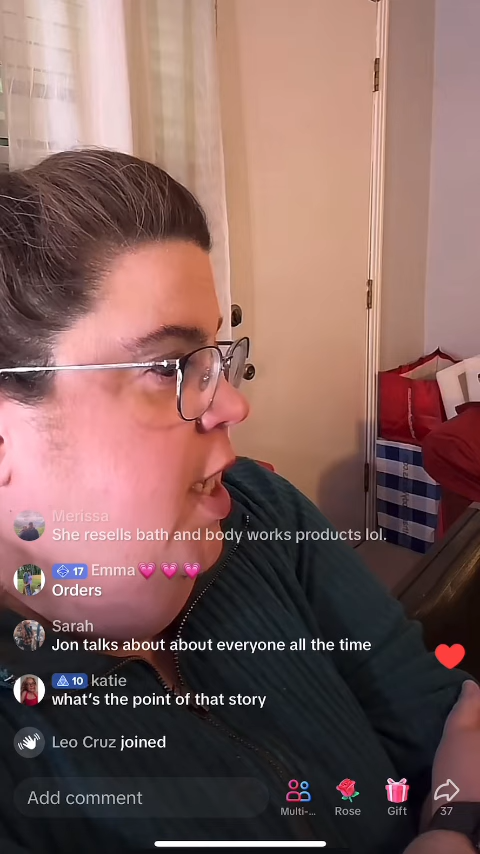 Merissa
She resells bath and body works products lol.
17 Emma💗💗💗
Orders
Sarah
Jon talks about about everyone all the time
10 katie
what's the point of that story
Leo Cruz joined
Add comment
Multi-...
Rose
Gift
37